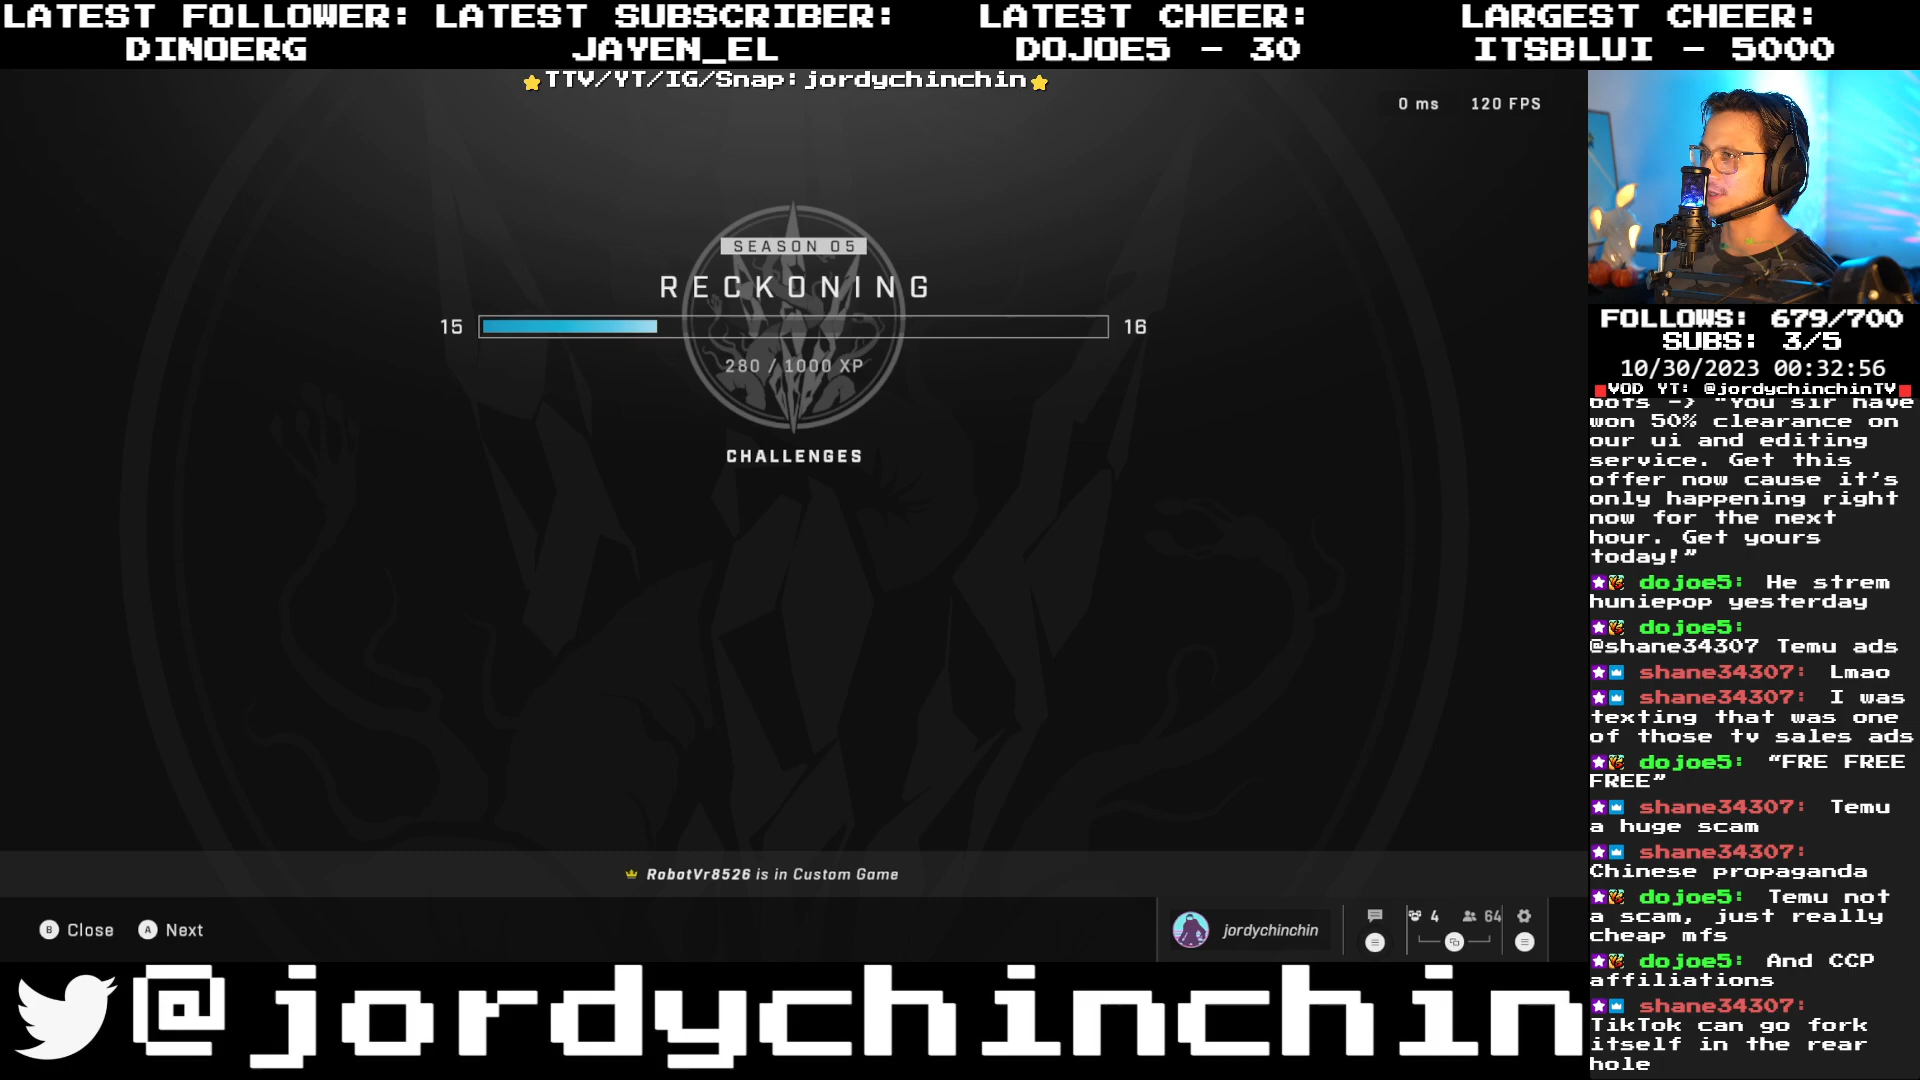 LATEST FOLLOWER: LATEST SUBSCRIBER: LATEST CHEER: LARGEST CHEER:
DINOERG JAYEN_EL DOJOE5 - 30 ITSBLUI - 5000
TTV/YT/IG/Snap:jordychinchin
0 ms 120 FPS
SEASON 05
RECKONING
15 16
280 / 1000 XP
CHALLENGES
RobotVr8526 is in Custom Game
B Close A Next
jordychinchin 4 64
@jordychinchin
FOLLOWS: 679/700
SUBS: 3/5
10/30/2023 00:32:56
VOD YT: @jordychinchinTV
bots -> "You sir have
won 50% clearance on
our ui and editing
service. Get this
offer now cause it's
only happening right
now for the next
hour. Get yours
today!"
dojoe5: He strem
huniepop yesterday
dojoe5:
@shane34307 Temu ads
shane34307: Lmao
shane34307: I was
texting that was one
of those tv sales ads
dojoe5: "FRE FREE
FREE"
shane34307: Temu
a huge scam
shane34307:
Chinese propaganda
dojoe5: Temu not
a scam, just really
cheap mfs
dojoe5: And CCP
affiliations
shane34307:
TikTok can go fork
itself in the rear
hole